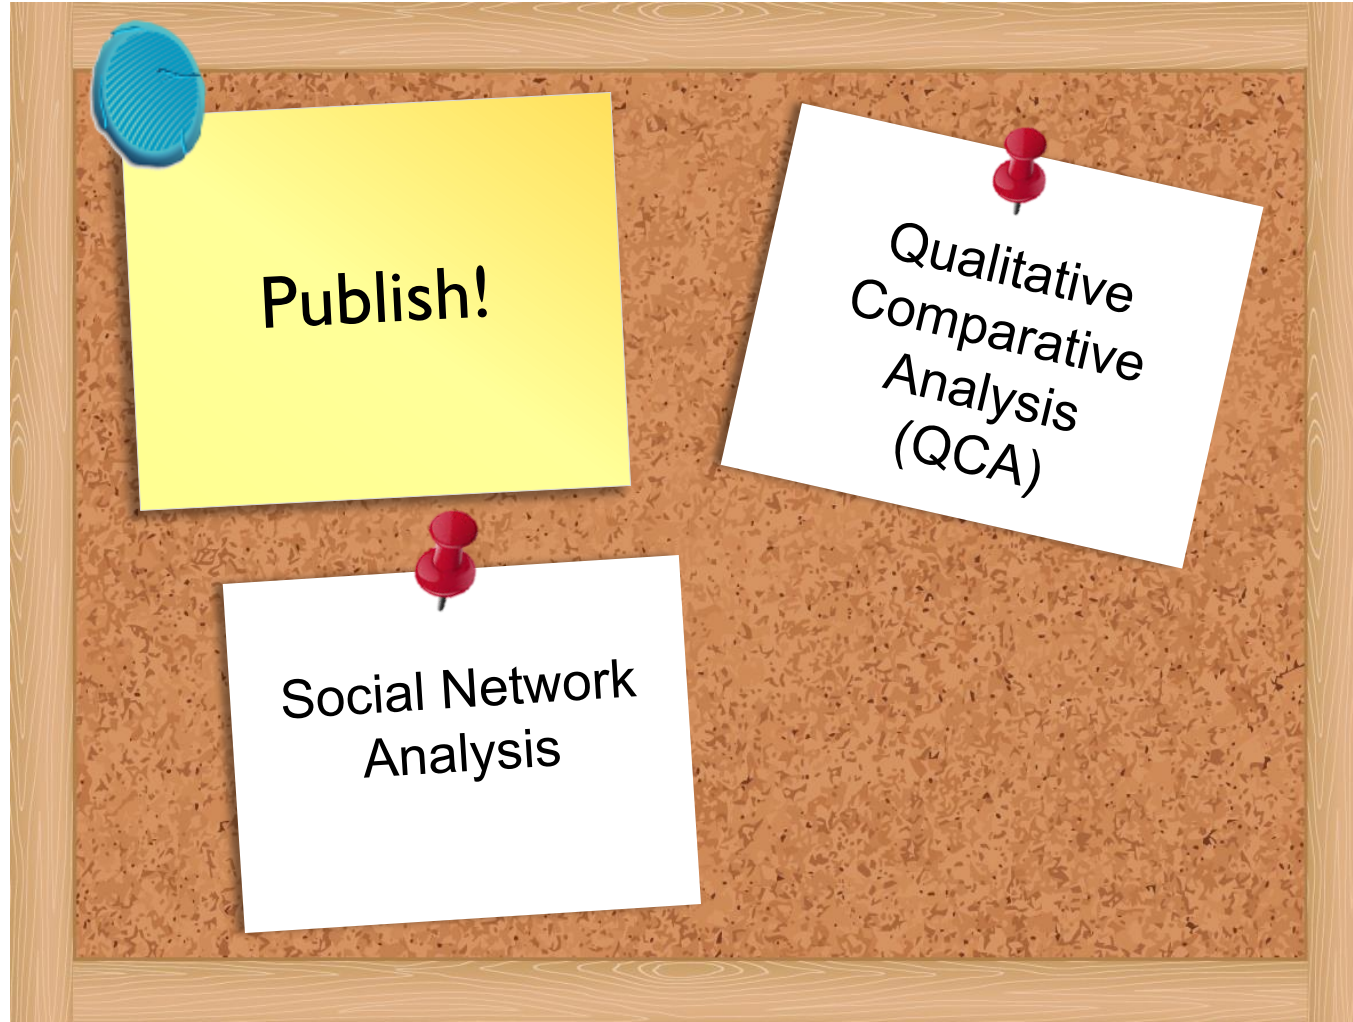 Publish!
Qualitative
Comparative
Analysis
(QCA)
Social Network
Analysis